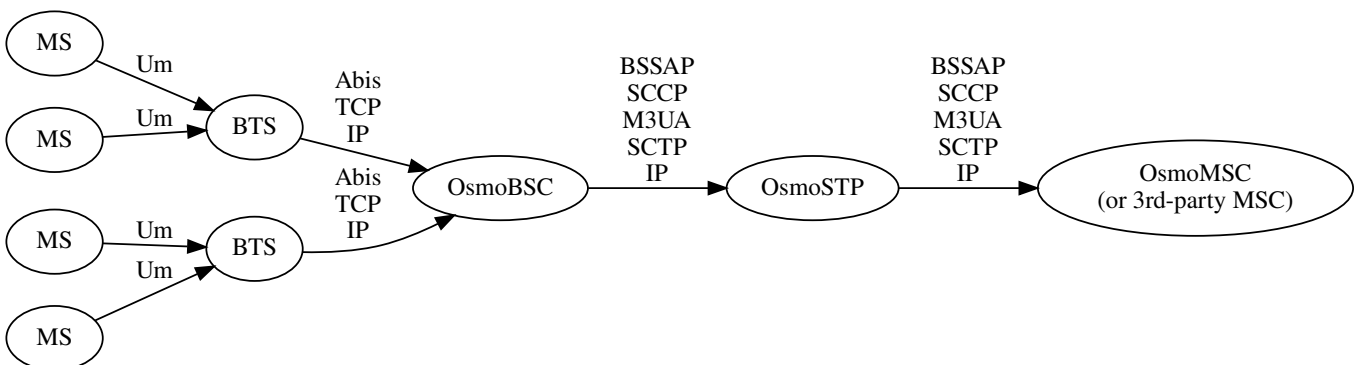 MS
Um
MS
Um
BTS
Abis
TCP
IP
MS
Um
MS
Um
BTS
Abis
TCP
IP
OsmoBSC
BSSAP
SCCP
M3UA
SCTP
IP
OsmoSTP
BSSAP
SCCP
M3UA
SCTP
IP
OsmoMSC
(or 3rd-party MSC)